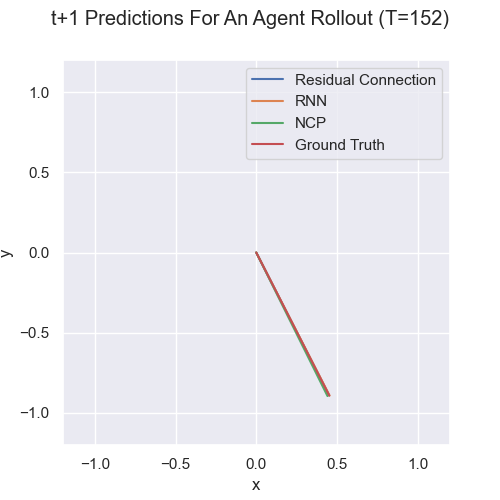 t+1 Predictions For An Agent Rollout (T=152)
Residual Connection
RNN
NCP
Ground Truth
1.0
0.5
0.0
−0.5
−1.0
y
−1.0 −0.5 0.0 0.5 1.0
x